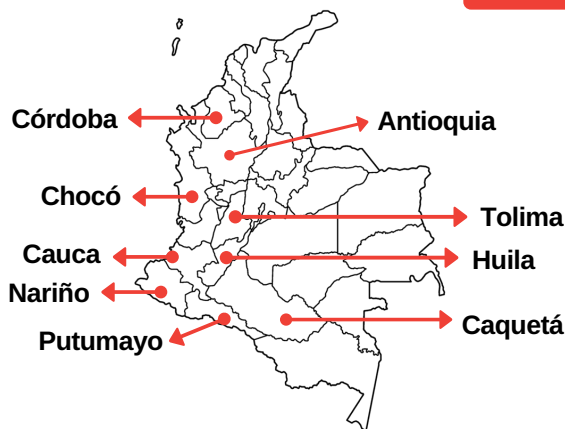 Córdoba
Antioquia
Chocó
Tolima
Cauca
Huila
Nariño
Caquetá
Putumayo